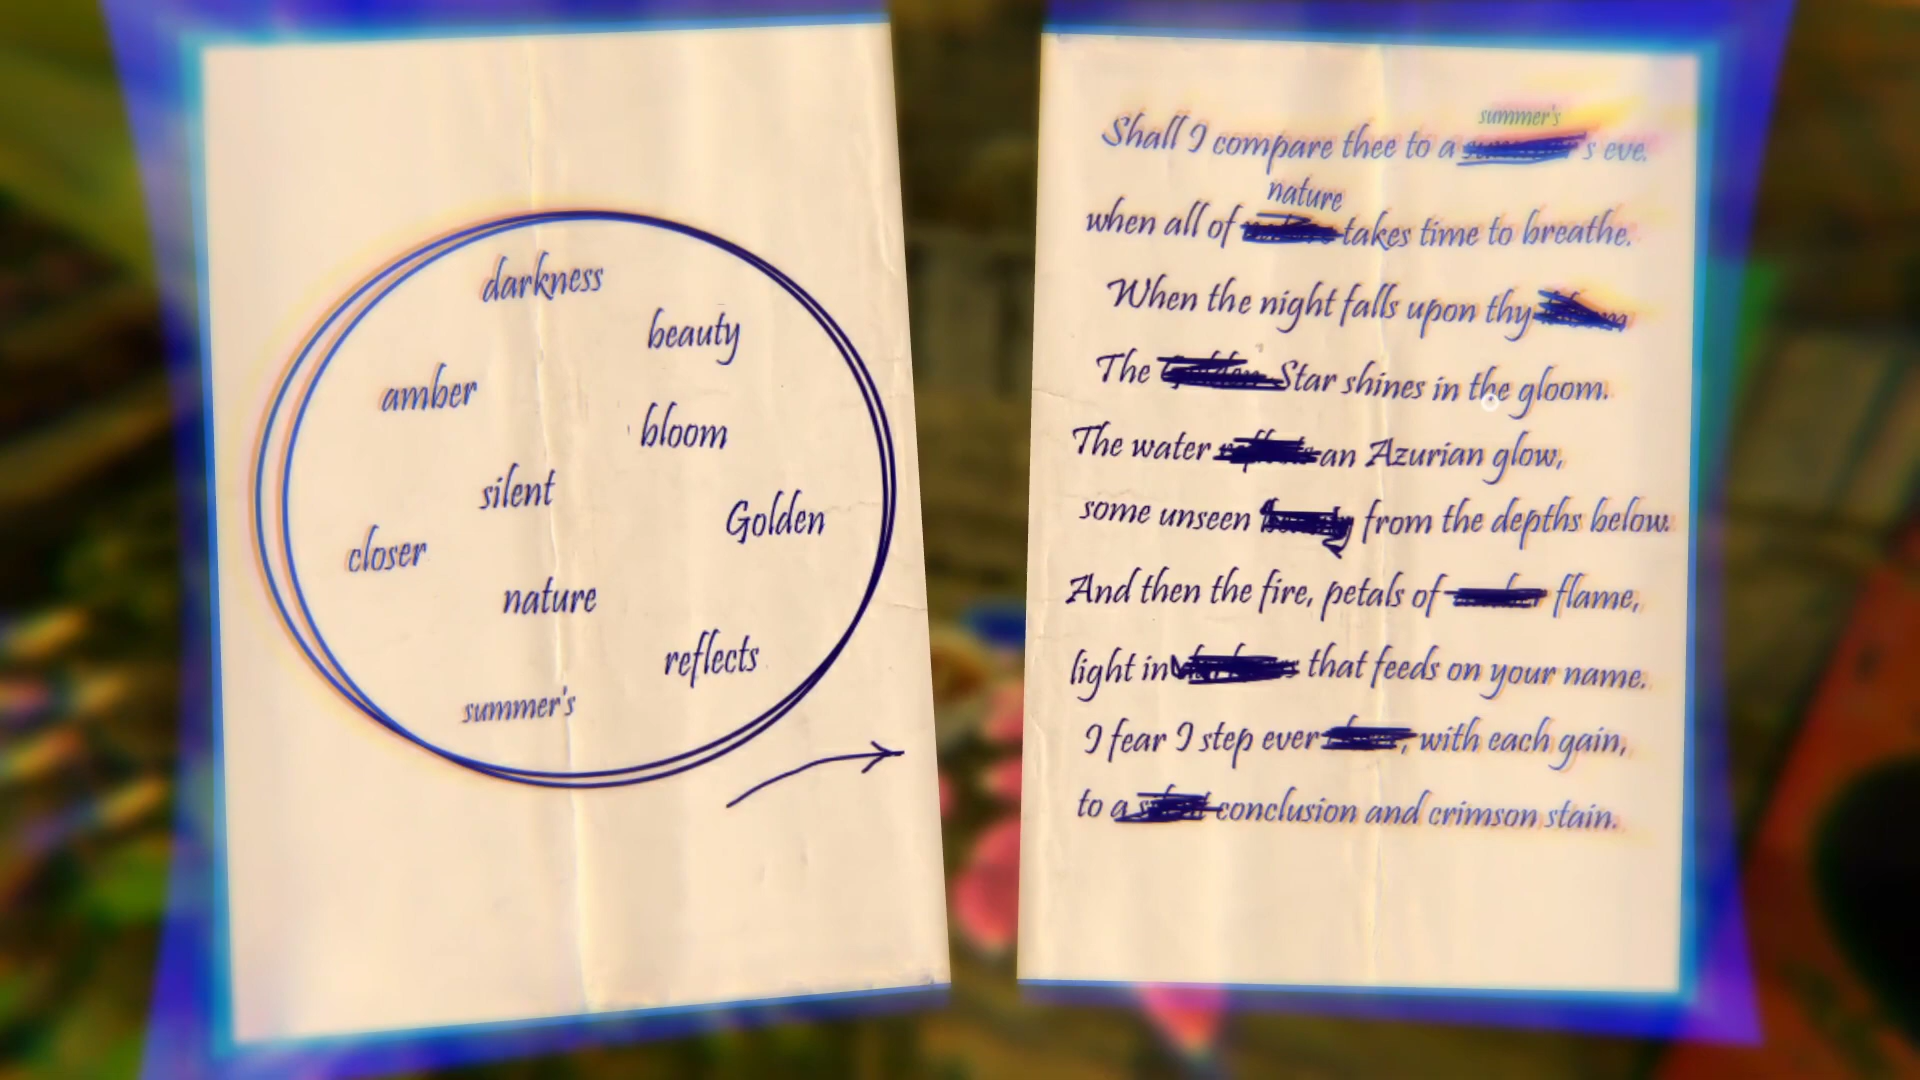 darkness
beauty
amber
bloom
silent
Golden
closer
nature
reflects
summer's
summer's
Shall I compare thee to a 's eve.
nature
when all of takes time to breathe.
When the night falls upon thy
The Star shines in the gloom.
The water an Azurian glow,
some unseen from the depths below.
And then the fire, petals of flame,
light in that feeds on your name.
I fear I step ever , with each gain,
to a conclusion and crimson stain.